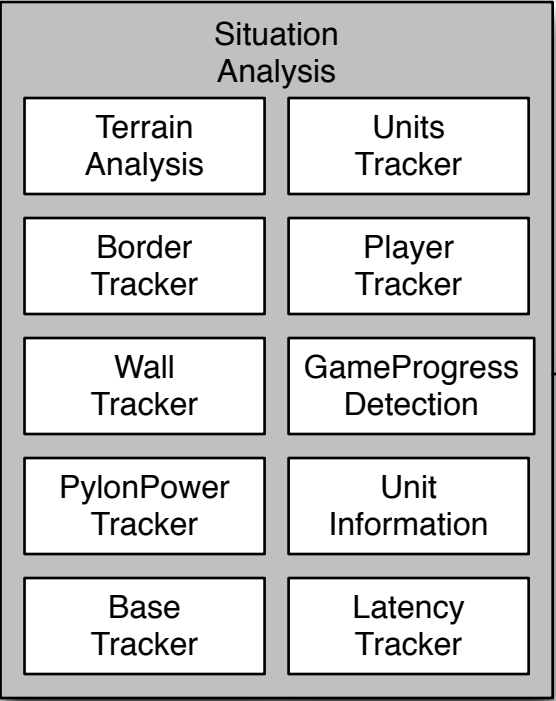 Situation
Analysis
Terrain
Analysis
Units
Tracker
Border
Tracker
Player
Tracker
Wall
Tracker
GameProgress
Detection
PylonPower
Tracker
Unit
Information
Base
Tracker
Latency
Tracker